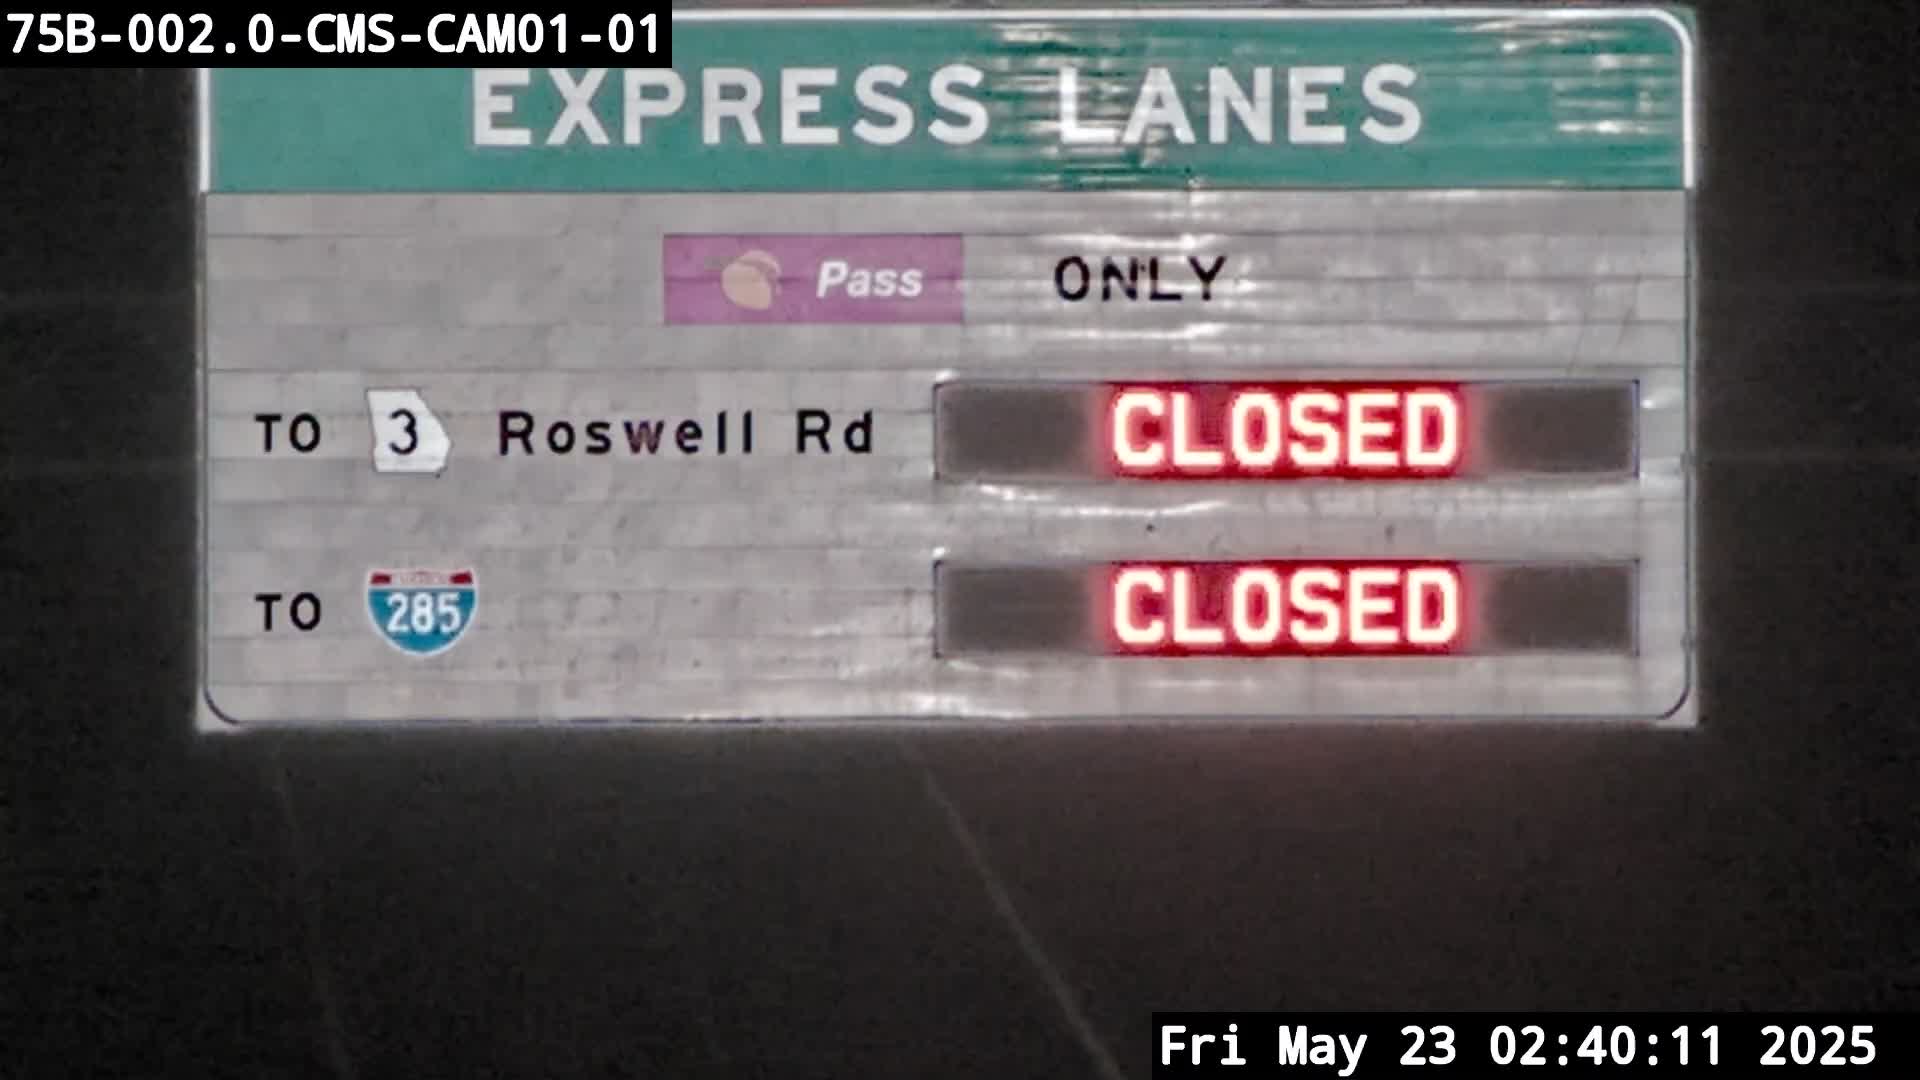 75B-002.0-CMS-CAM01-01
EXPRESS LANES
Pass ONLY
TO 3 Roswell Rd CLOSED
TO 285 CLOSED
Fri May 23 02:40:11 2025